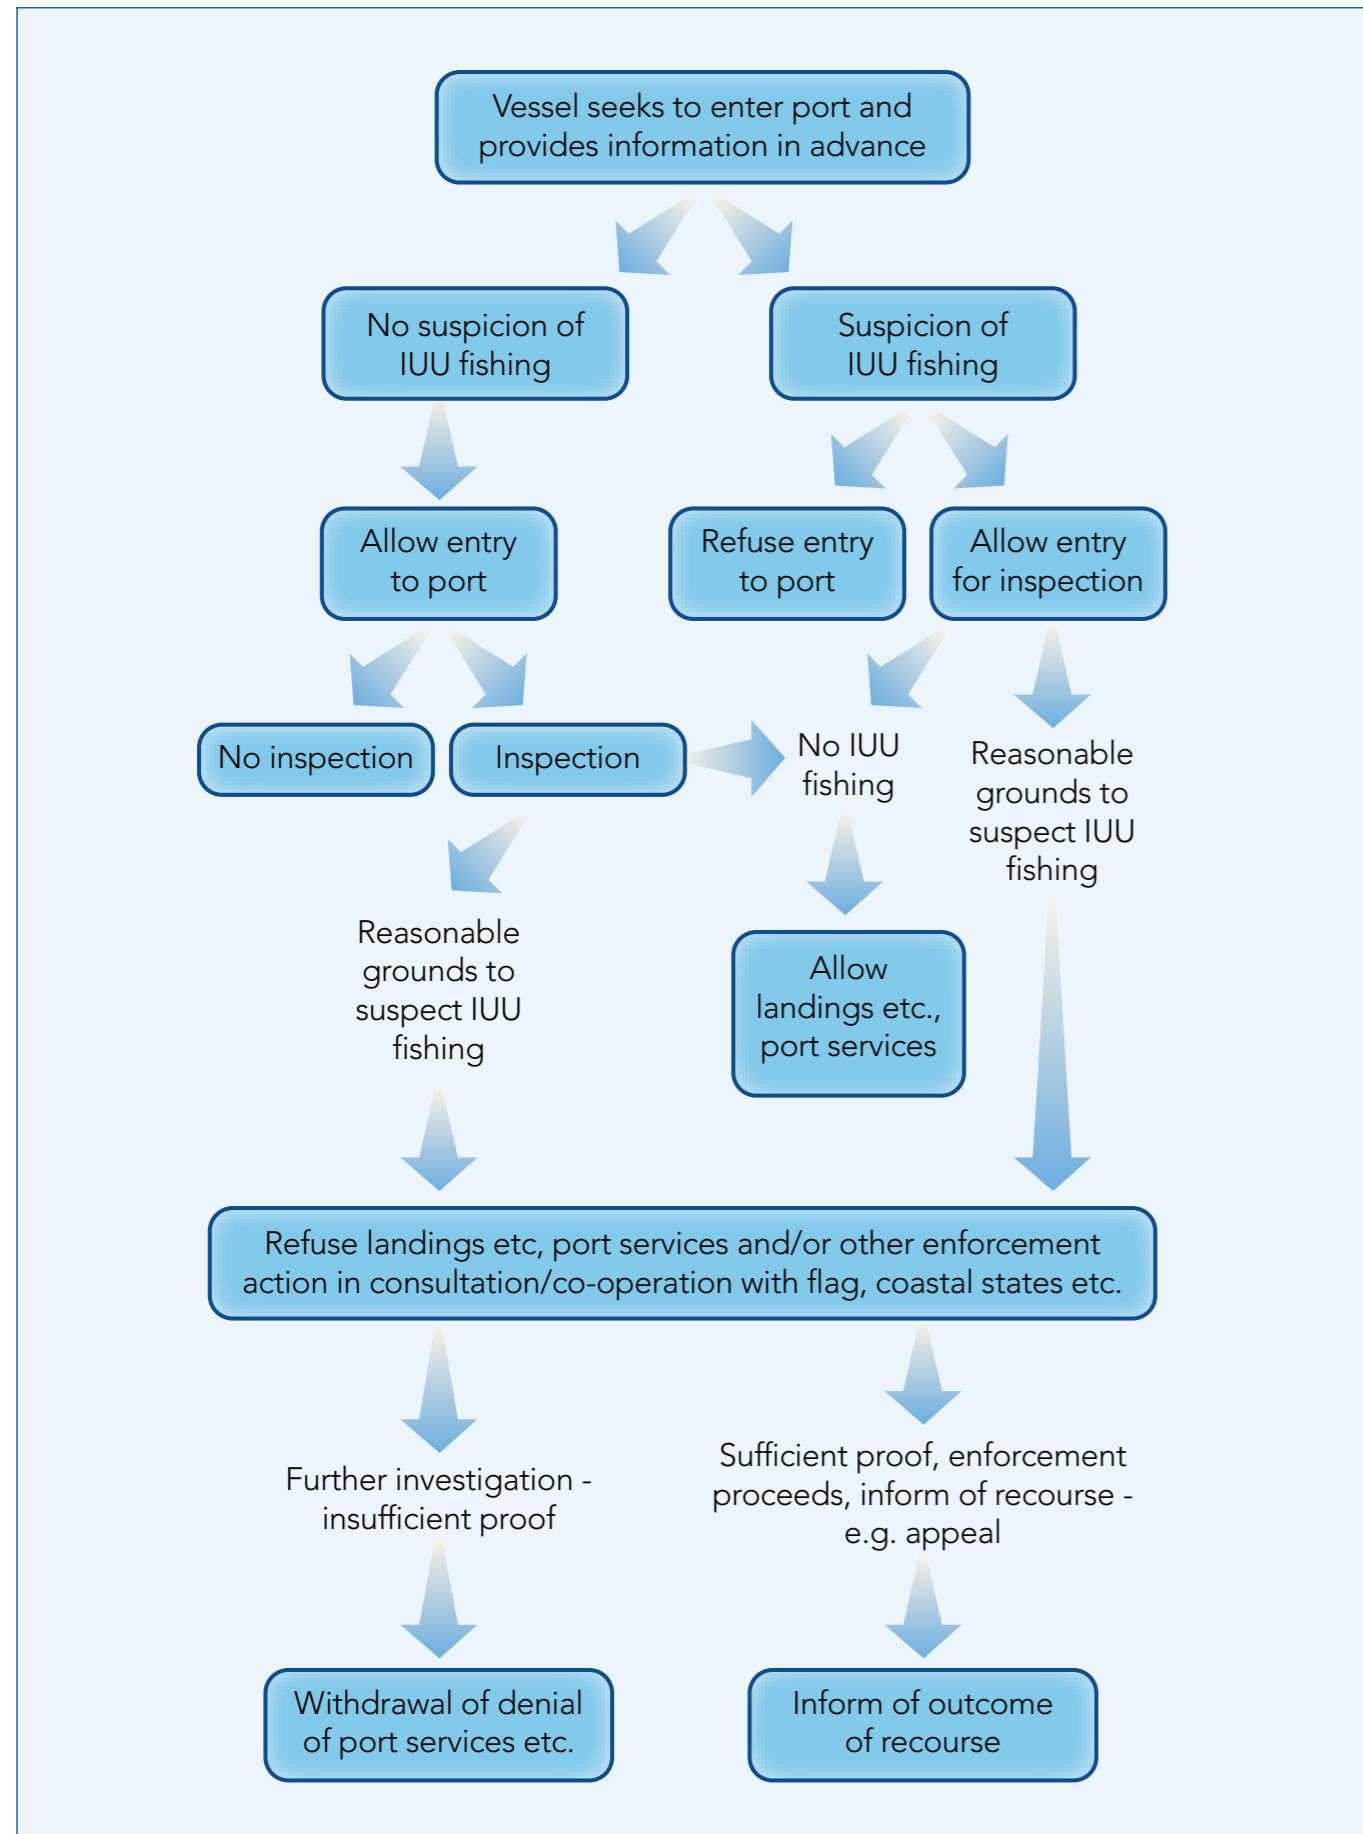 Vessel seeks to enter port and
provides information in advance
No suspicion of
IUU fishing
Suspicion of
IUU fishing
Allow entry
to port
Refuse entry
to port
Allow entry
for inspection
No inspection
Inspection
No IUU
fishing
Reasonable
grounds to
suspect IUU
fishing
Reasonable
grounds to
suspect IUU
fishing
Allow
landings etc.,
port services
Refuse landings etc, port services and/or other enforcement
action in consultation/co-operation with flag, coastal states etc.
Further investigation -
insufficient proof
Sufficient proof, enforcement
proceeds, inform of recourse -
e.g. appeal
Withdrawal of denial
of port services etc.
Inform of outcome
of recourse